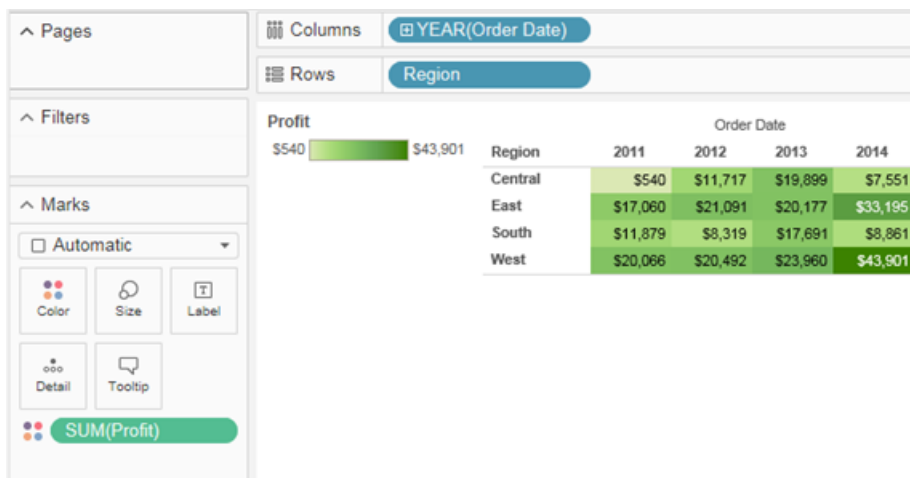 Pages
Columns
YEAR(Order Date)
Rows
Region
Filters
Marks
Automatic
Color
Size
Label
Detail
Tooltip
SUM(Profit)
Profit
$540 $43,901
Order Date
Region 2011 2012 2013 2014
Central $540 $11,717 $19,899 $7,551
East $17,060 $21,091 $20,177 $33,195
South $11,879 $8,319 $17,691 $8,861
West $20,066 $20,492 $23,960 $43,901